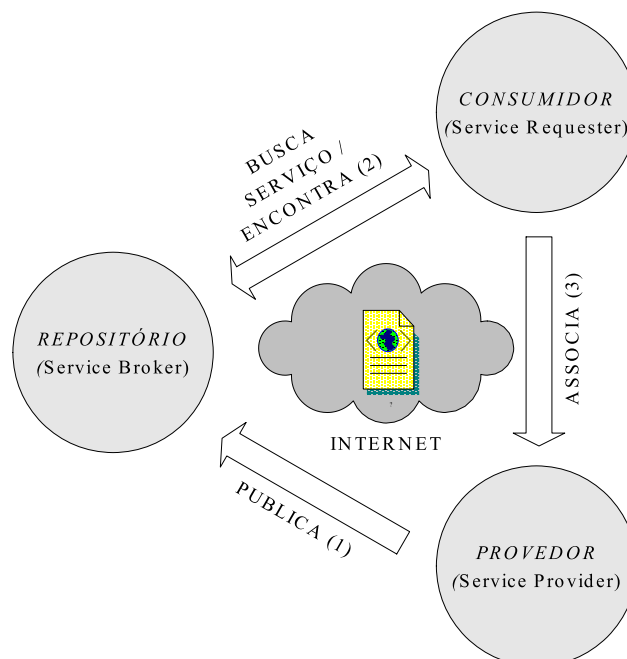 CONSUMIDOR
(Service Requester)
BUSCA
SERVIÇO /
ENCONTRA (2)
REPOSITÓRIO
(Service Broker)
ASSOCIA (3)
INTERNET
PUBLICA (1)
PROVEDOR
(Service Provider)